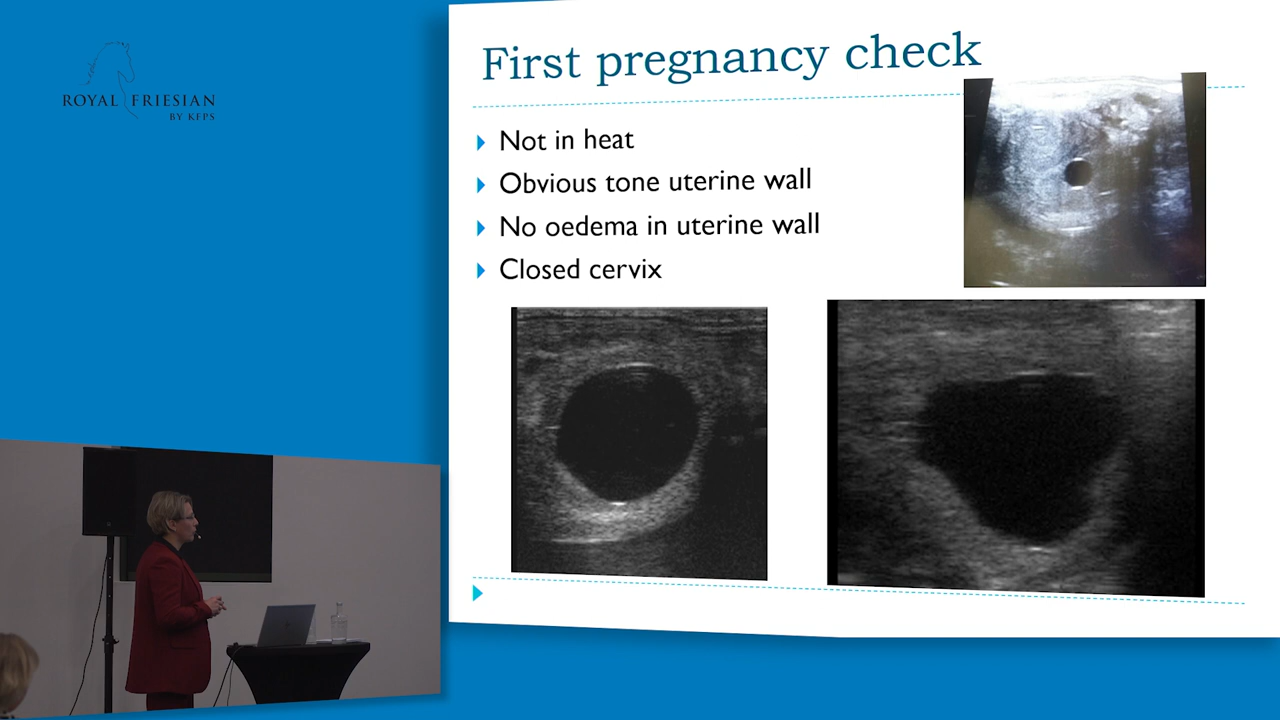 ROYAL FRIESIAN
BY KFPS
First pregnancy check
Not in heat
Obvious tone uterine wall
No oedema in uterine wall
Closed cervix